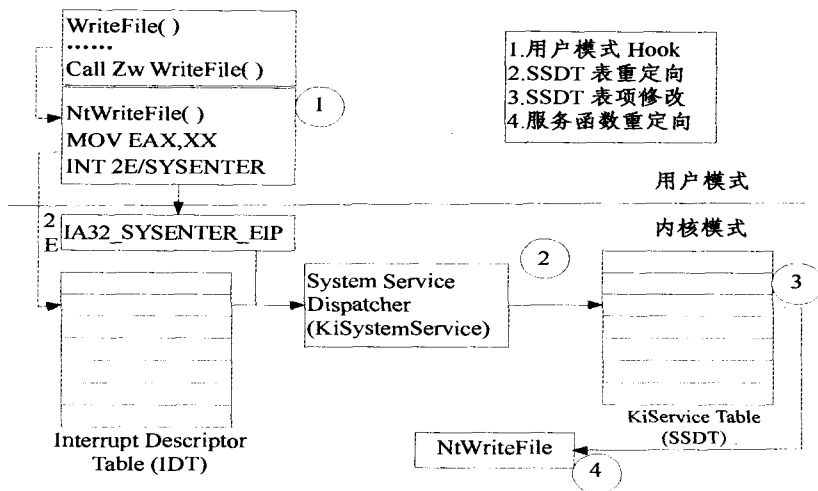 WriteFile( )
••••••
Call Zw WriteFile( )
NtWriteFile( )
MOV EAX,XX
INT 2E/SYSENTER
1
1.用户模式 Hook
2.SSDT 表重定向
3.SSDT 表项修改
4.服务函数重定向
用户模式
内核模式
2
E
IA32_SYSENTER_EIP
System Service
Dispatcher
(KiSystemService)
2
3
Interrupt Descriptor
Table (IDT)
KiService Table
(SSDT)
NtWriteFile
4